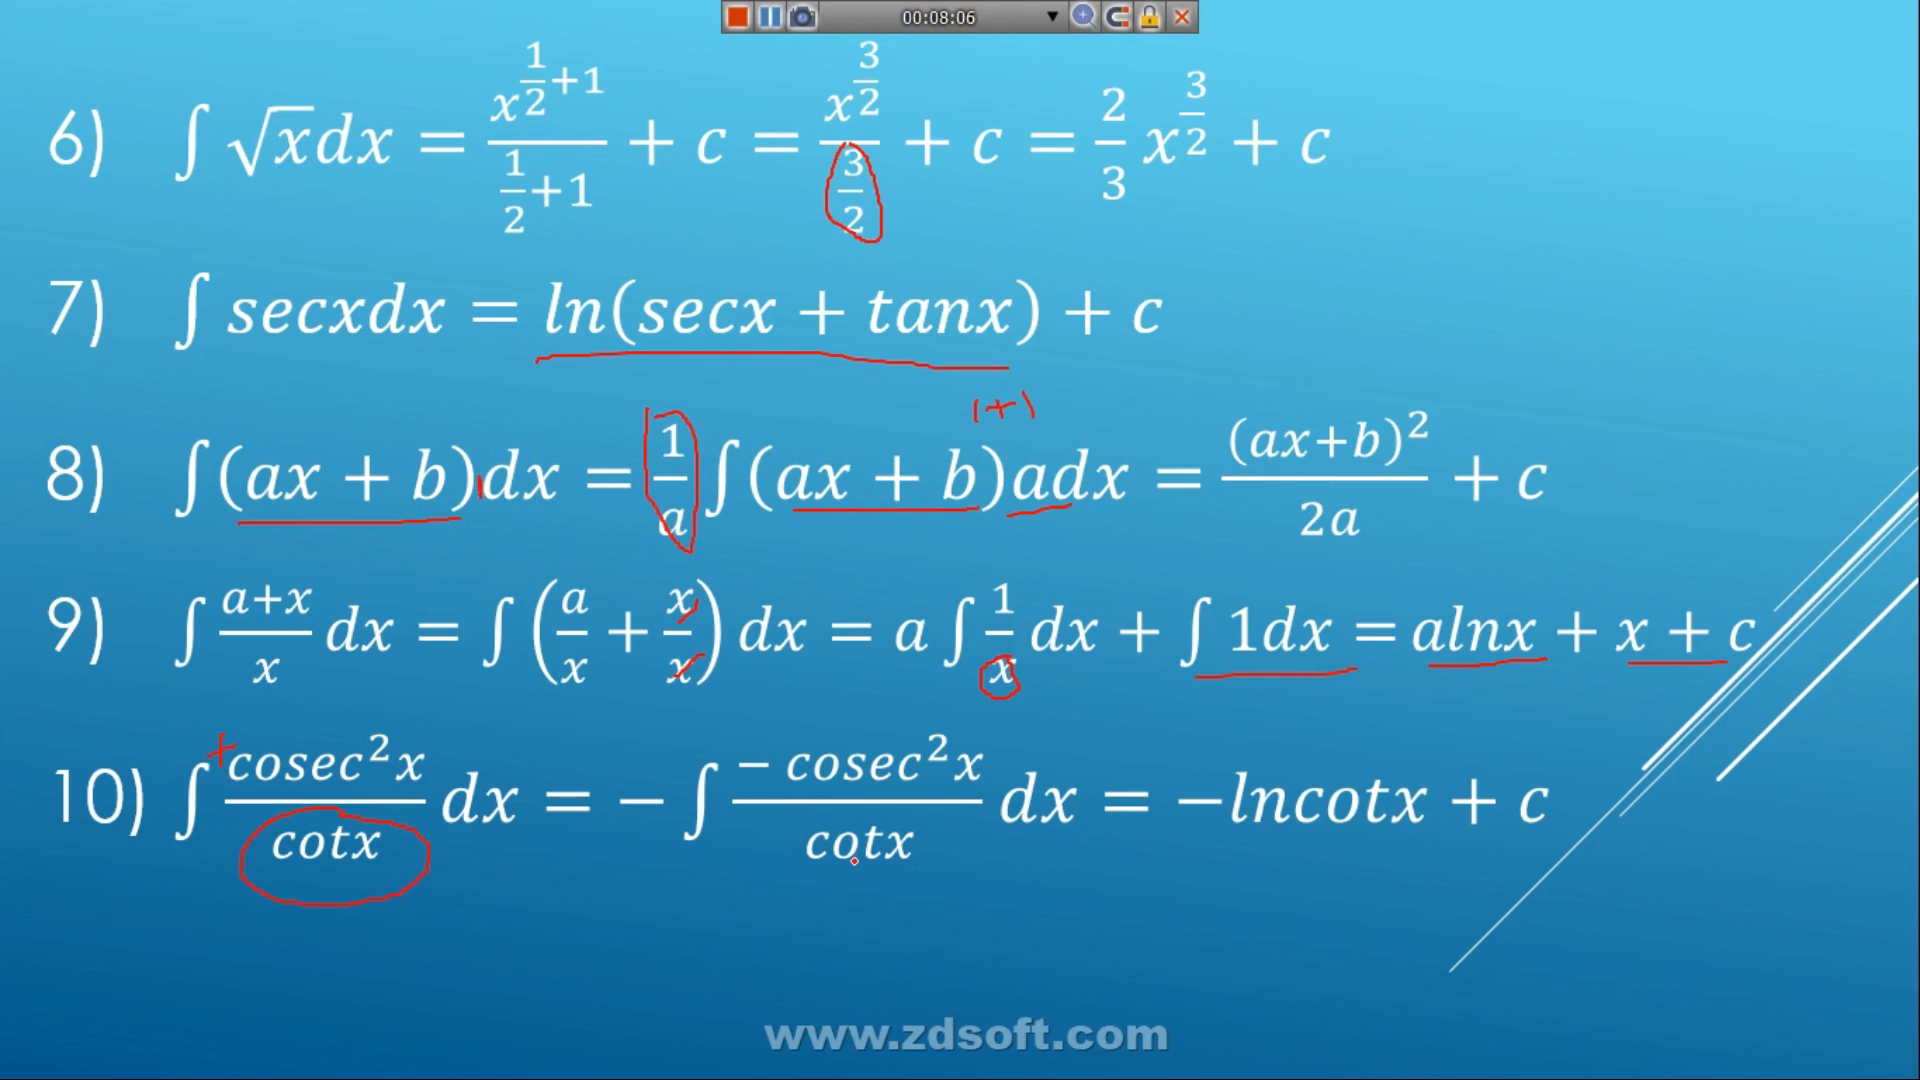 00:08:06
6) ∫ √x dx = x^(1/2+1) / (1/2+1) + c = x^(3/2) / (3/2) + c = 2/3 x^(3/2) + c
7) ∫ secxdx = ln(secx + tanx) + c
(+)
8) ∫(ax + b)dx = 1/a ∫(ax + b)adx = (ax+b)² / 2a + c
9) ∫ a+x/x dx = ∫ (a/x + x/x) dx = a ∫ 1/x dx + ∫ 1dx = alnx + x + c
10) ∫ +cosec²x/cotx dx = − ∫ −cosec²x/cotx dx = −lncotx + c
www.zdsoft.com